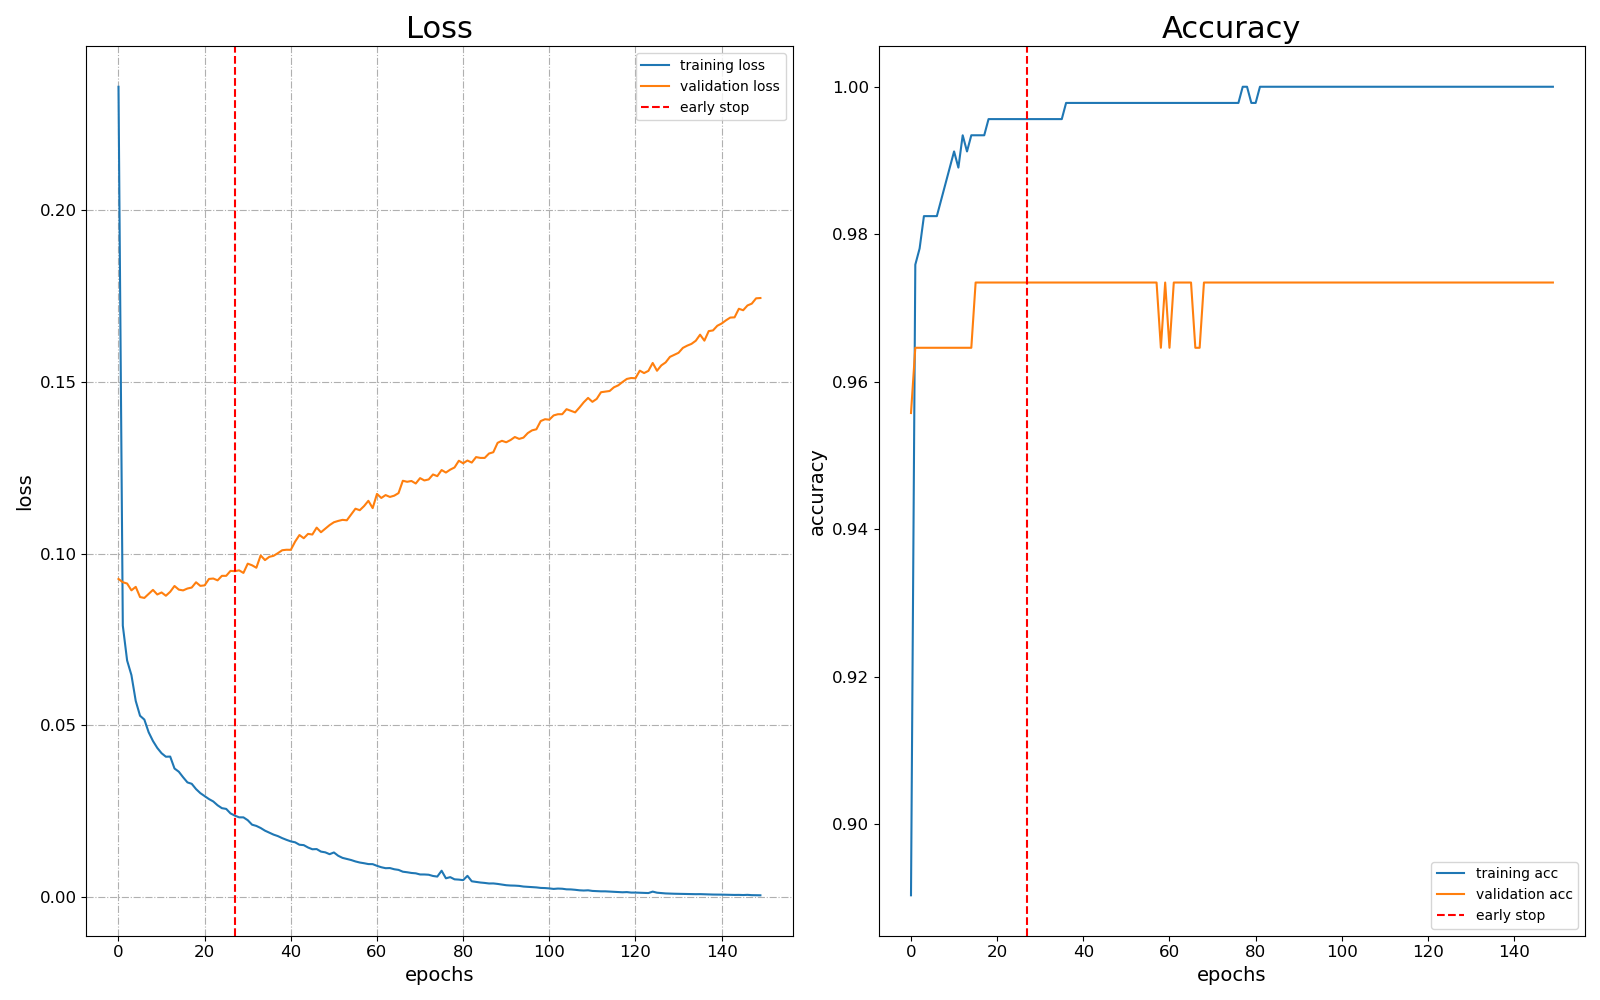 Loss
training loss
validation loss
early stop
0.20
0.15
0.10
0.05
0.00
loss
0 20 40 60 80 100 120 140
epochs
Accuracy
1.00
0.98
0.96
0.94
0.92
0.90
accuracy
training acc
validation acc
early stop
0 20 40 60 80 100 120 140
epochs